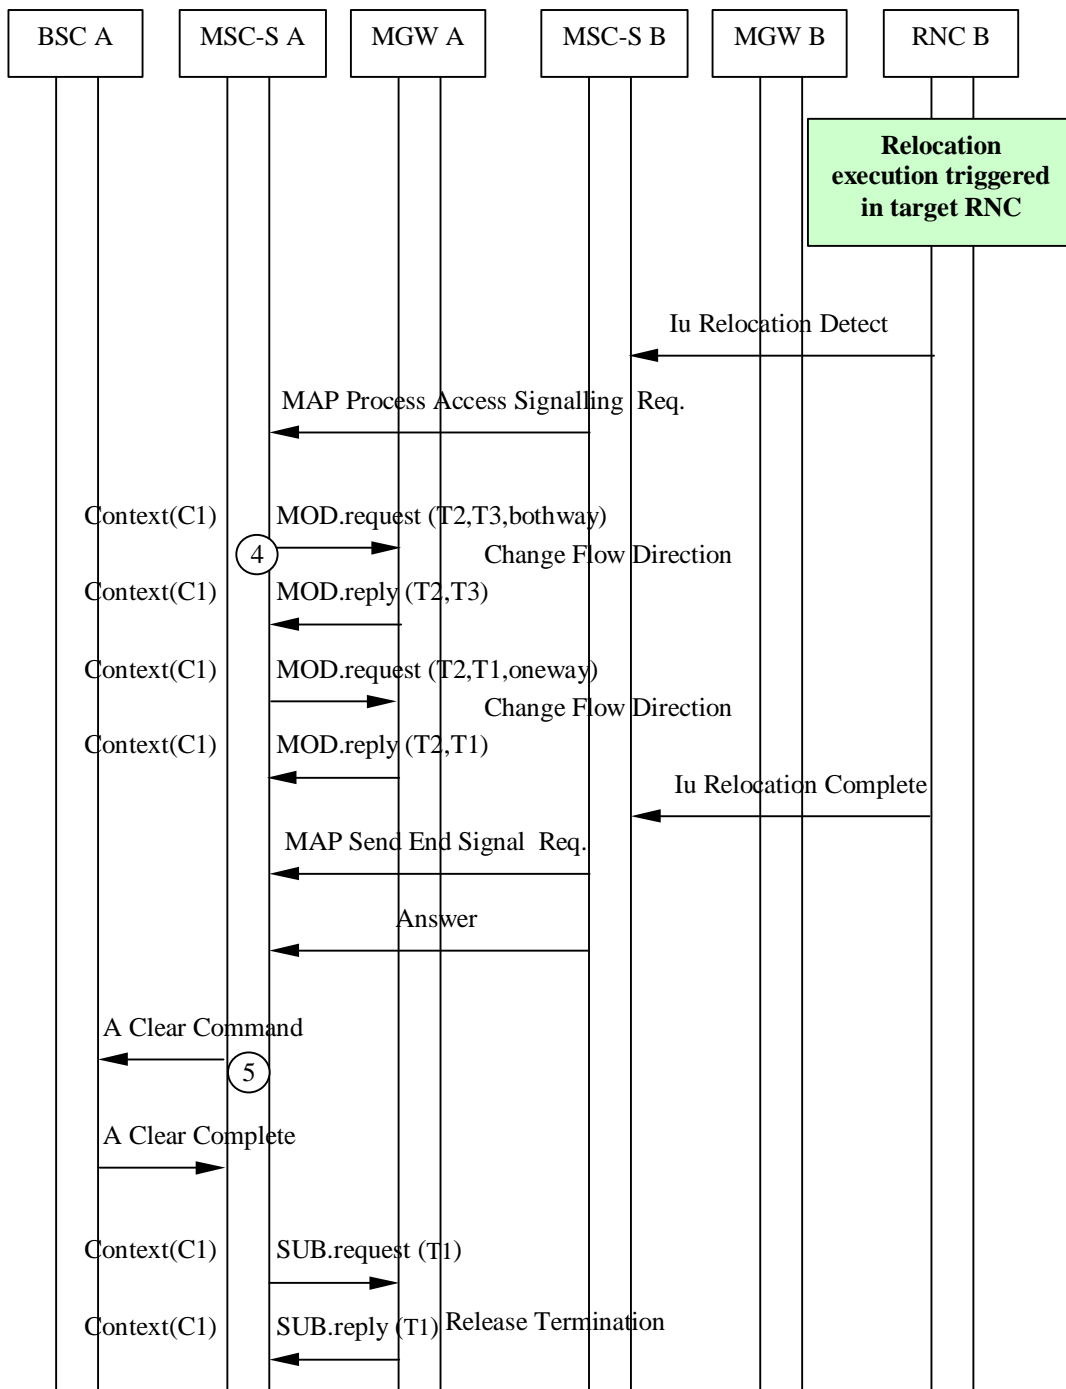 BSC A MSC-S A MGW A MSC-S B MGW B RNC B
Relocation
execution triggered
in target RNC
Iu Relocation Detect
MAP Process Access Signalling Req.
Context(C1) MOD.request (T2,T3,bothway)
4 Change Flow Direction
Context(C1) MOD.reply (T2,T3)
Context(C1) MOD.request (T2,T1,oneway)
Change Flow Direction
Context(C1) MOD.reply (T2,T1)
Iu Relocation Complete
MAP Send End Signal Req.
Answer
A Clear Command
5
A Clear Complete
Context(C1) SUB.request (T1)
Context(C1) SUB.reply (T1) Release Termination